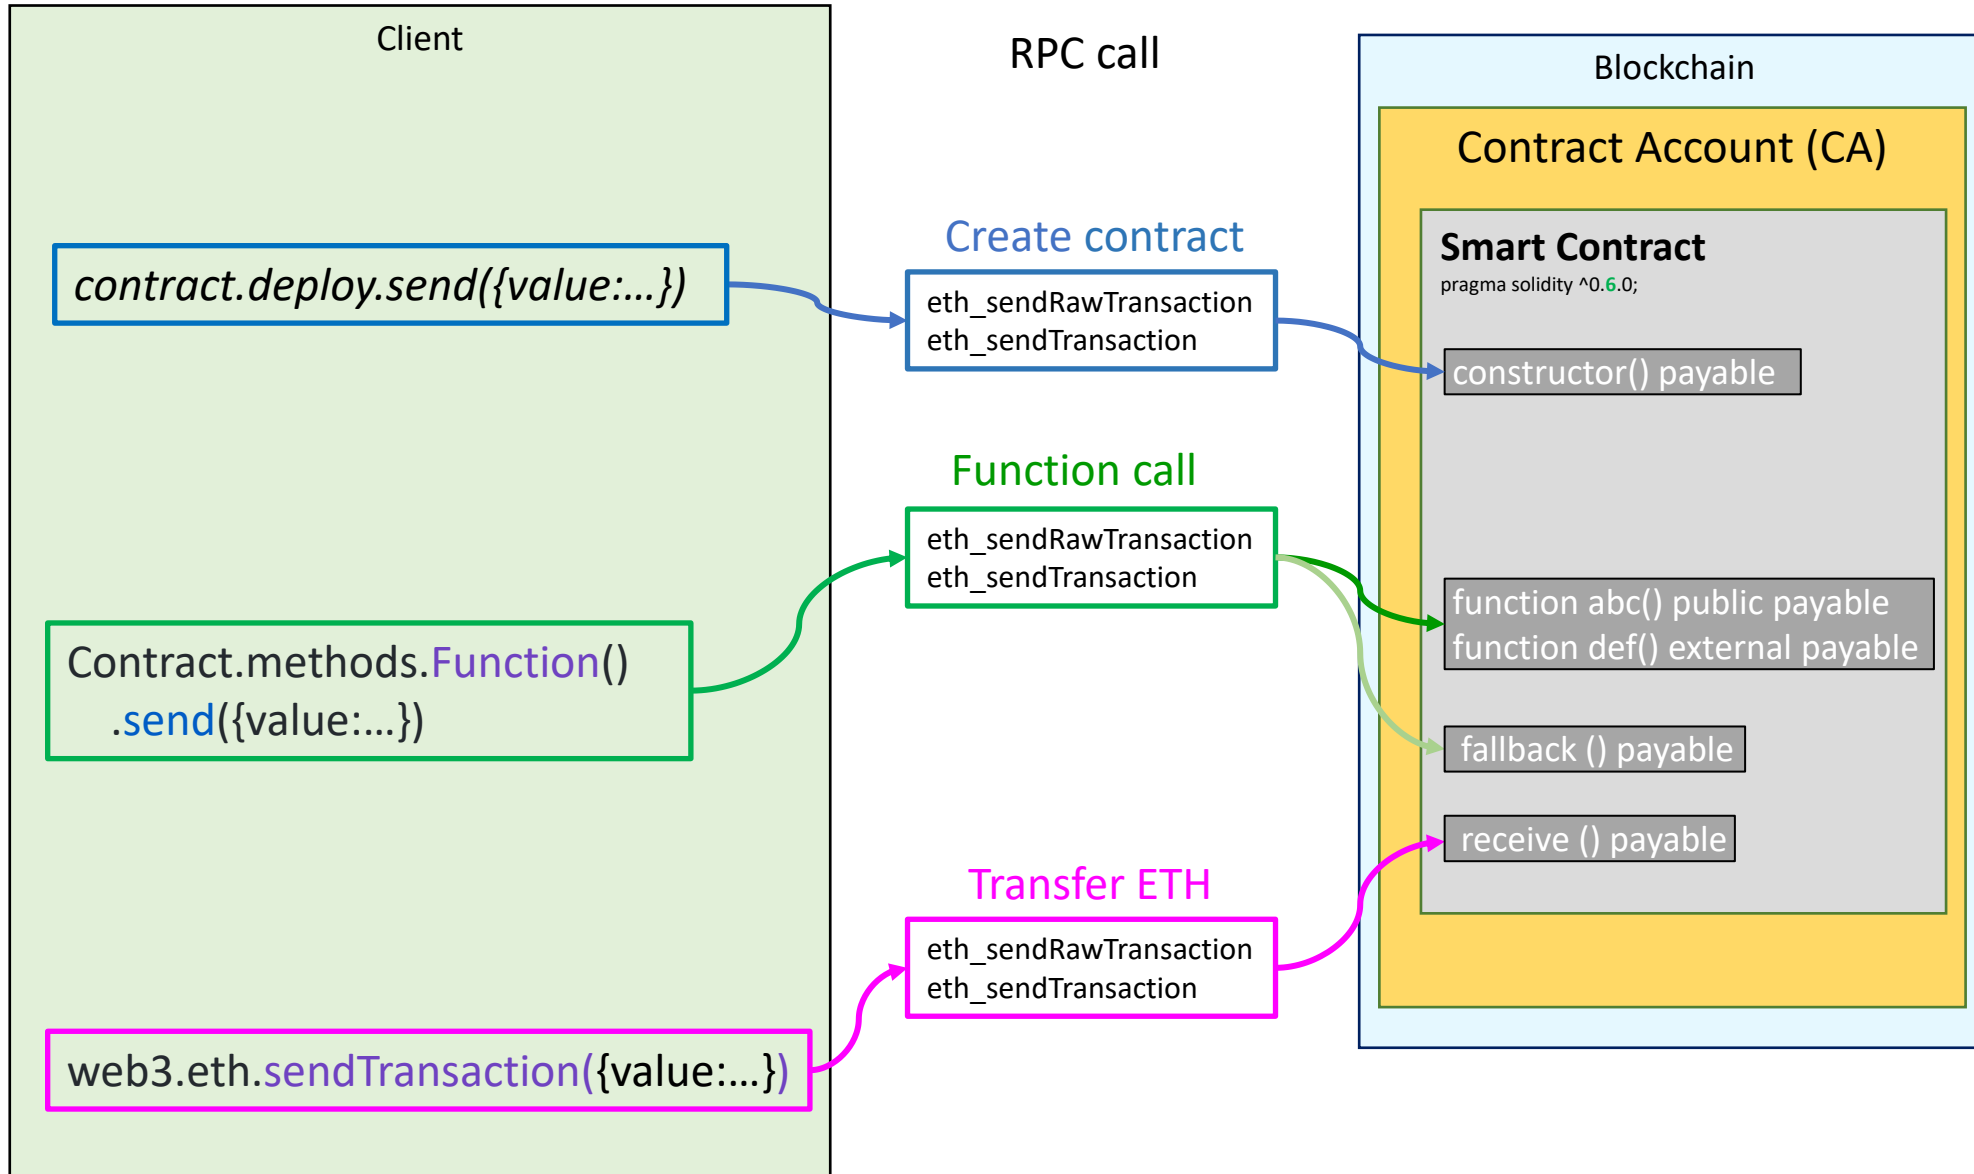 Client
contract.deploy.send({value:...})
Contract.methods.Function()
.send({value:...})
web3.eth.sendTransaction({value:...})
RPC call
Create contract
eth_sendRawTransaction
eth_sendTransaction
Function call
eth_sendRawTransaction
eth_sendTransaction
Transfer ETH
eth_sendRawTransaction
eth_sendTransaction
Blockchain
Contract Account (CA)
Smart Contract
pragma solidity ^0.6.0;
constructor() payable
function abc() public payable
function def() external payable
fallback () payable
receive () payable